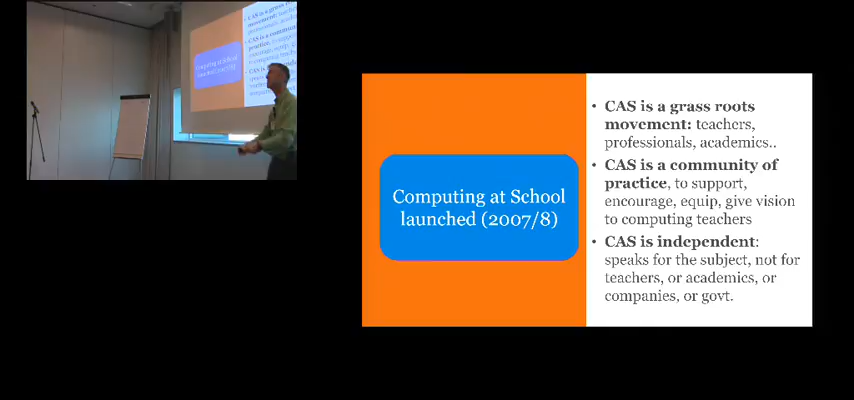 Computing at School
launched (2007/8)
• CAS is a grass roots
movement: teachers,
professionals, academics..
• CAS is a community of
practice, to support,
encourage, equip, give vision
to computing teachers
• CAS is independent:
speaks for the subject, not for
teachers, or academics, or
companies, or govt.